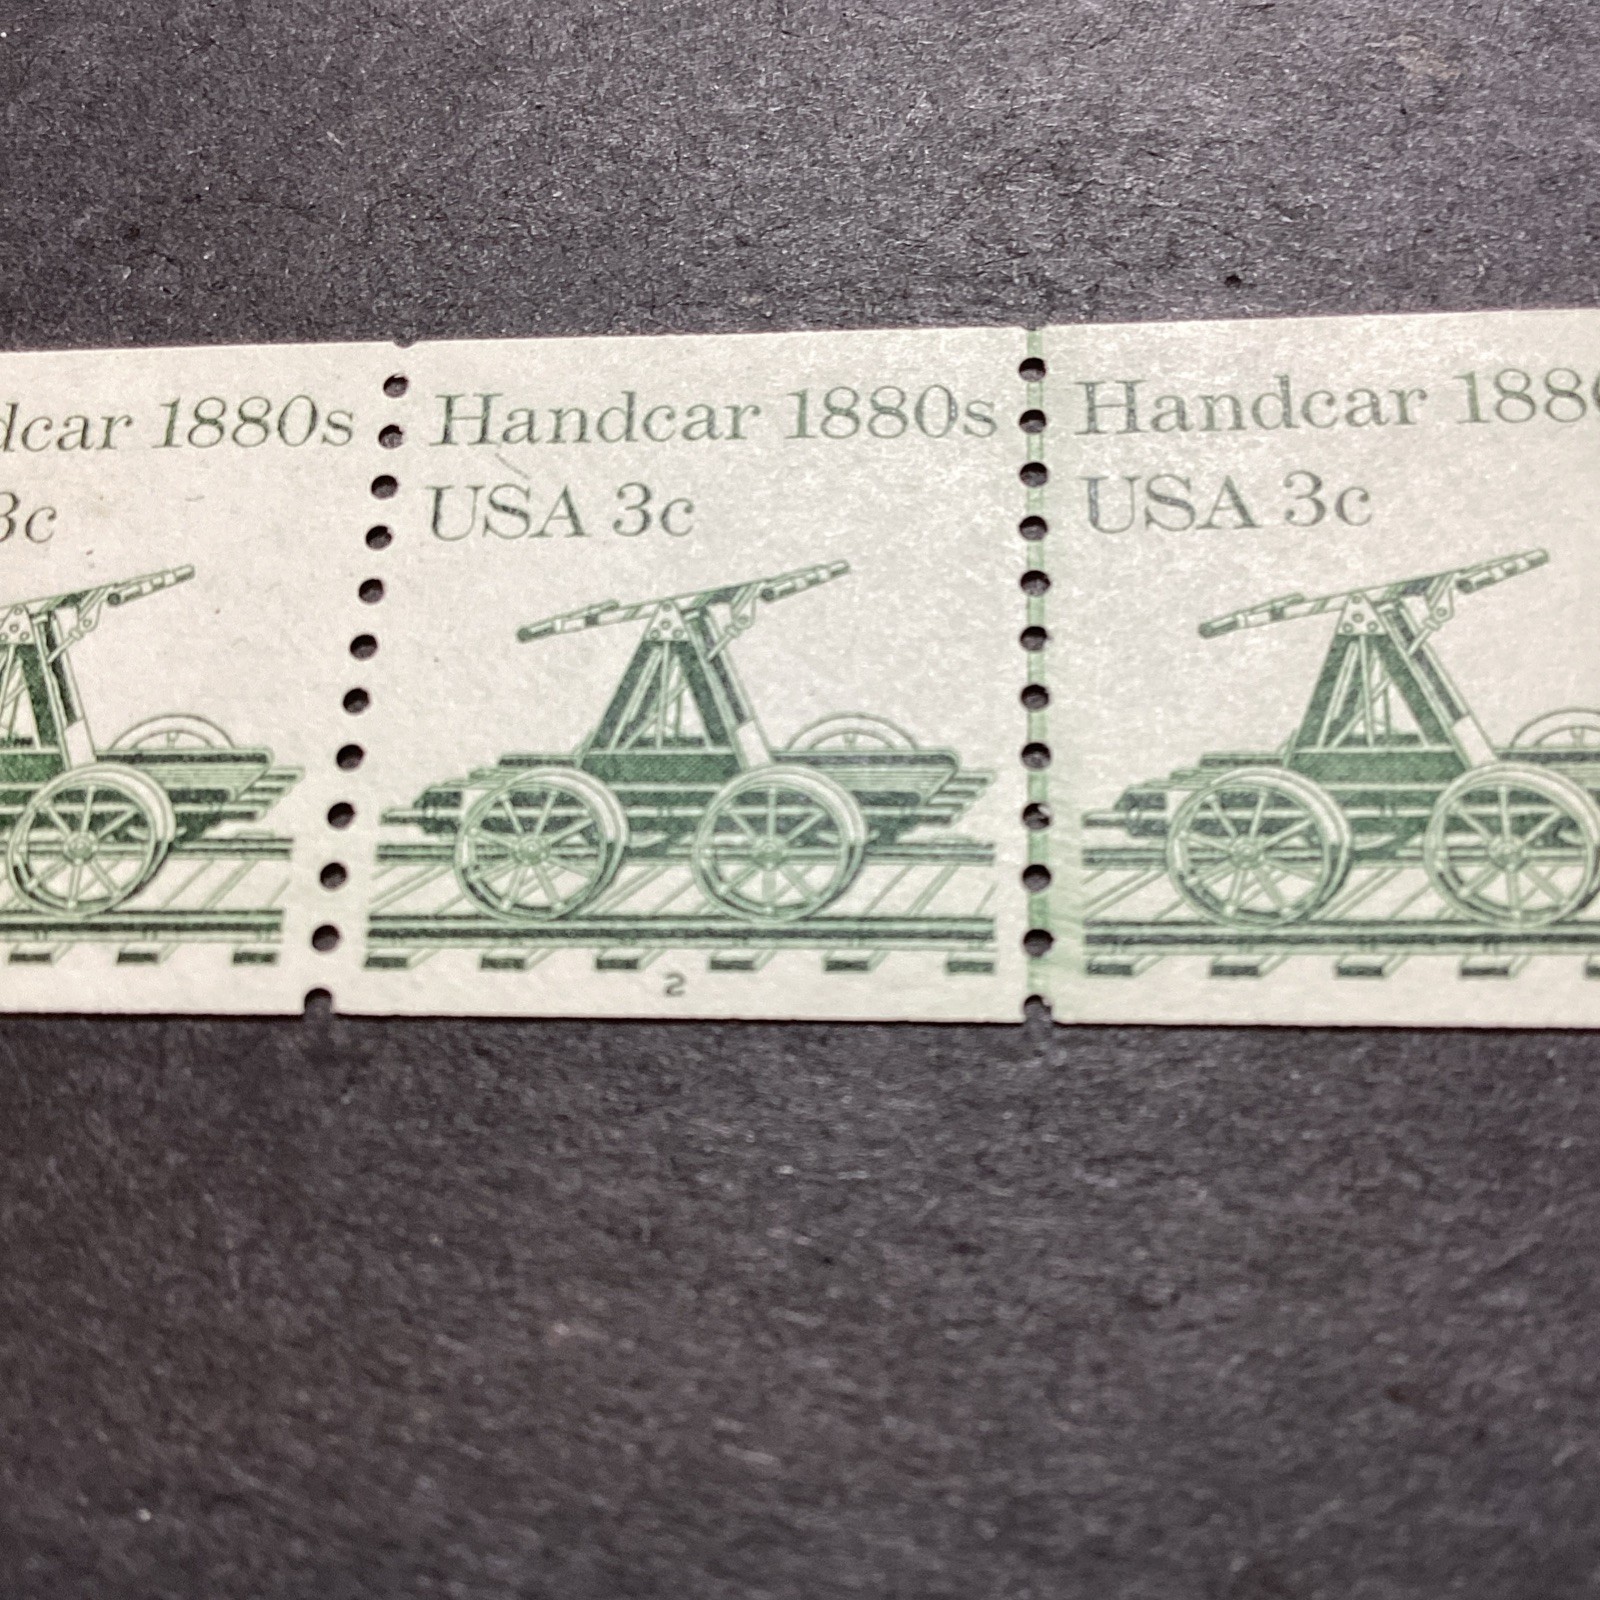 dcar 1880s
3c
Handcar 1880s
USA 3c
2
Handcar 188
USA 3c